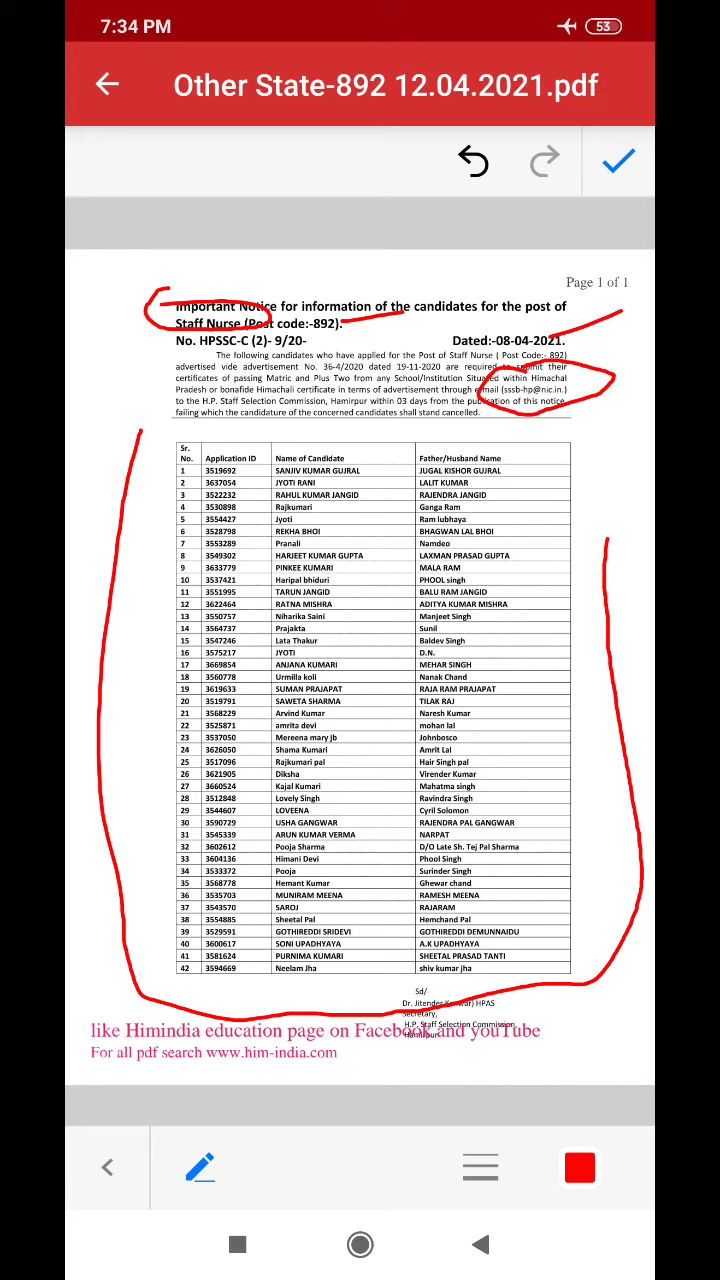 7:34 PM
53
Other State-892 12.04.2021.pdf
Page 1 of 1
Important Notice for information of the candidates for the post of
Staff Nurse (Post code:-892).
No. HPSSC-C (2)- 9/20- Dated:-08-04-2021.
The following candidates who have applied for the Post of Staff Nurse ( Post Code:- 892)
advertised vide advertisement No. 36-4/2020 dated 19-11-2020 are required to submit their
certificates of passing Matric and Plus Two from any School/Institution Situated within Himachal
Pradesh or bonafide Himachali certificate in terms of advertisement through email (sssb-hp@nic.in.)
to the H.P. Staff Selection Commission, Hamirpur within 03 days from the publication of this notice,
failing which the candidature of the concerned candidates shall stand cancelled.
Sr. No. Application ID Name of Candidate Father/Husband Name
1 3519692 SANJIV KUMAR GUJRAL JUGAL KISHOR GUJRAL
2 3637054 JYOTI RANI LALIT KUMAR
3 3522232 RAHUL KUMAR JANGID RAJENDRA JANGID
4 3530898 Rajkumari Ganga Ram
5 3554427 Jyoti Ram lubhaya
6 3528798 REKHA BHOI BHAGWAN LAL BHOI
7 3553289 Pranali Namdeo
8 3549302 HARJEET KUMAR GUPTA LAXMAN PRASAD GUPTA
9 3633779 PINKEE KUMARI MALA RAM
10 3537421 Haripal bhiduri PHOOL singh
11 3551995 TARUN JANGID BALU RAM JANGID
12 3622464 RATNA MISHRA ADITYA KUMAR MISHRA
13 3550757 Niharika Saini Manjeet Singh
14 3564737 Prajakta Sunil
15 3547246 Lata Thakur Baldev Singh
16 3575217 JYOTI D.N.
17 3669854 ANJANA KUMARI MEHAR SINGH
18 3560778 Urmilla koli Nanak Chand
19 3619633 SUMAN PRAJAPAT RAJA RAM PRAJAPAT
20 3519791 SAWETA SHARMA TILAK RAJ
21 3568229 Arvind Kumar Naresh Kumar
22 3525871 amrita devi mohan lal
23 3537050 Mereena mary jb Johnbosco
24 3626050 Shama Kumari Amrit Lal
25 3517096 Rajkumari pal Hair Singh pal
26 3621905 Diksha Virender Kumar
27 3660524 Kajal Kumari Mahatma singh
28 3512848 Lovely Singh Ravindra Singh
29 3544607 LOVEENA Cyril Solomon
30 3590729 USHA GANGWAR RAJENDRA PAL GANGWAR
31 3545339 ARUN KUMAR VERMA NARPAT
32 3602612 Pooja Sharma D/O Late Sh. Tej Pal Sharma
33 3604136 Himani Devi Phool Singh
34 3533372 Pooja Surinder Singh
35 3568778 Hemant Kumar Ghewar chand
36 3535703 MUNIRAM MEENA RAMESH MEENA
37 3543570 SAROJ RAJARAM
38 3554885 Sheetal Pal Hemchand Pal
39 3529591 GOTHIREDDI SRIDEVI GOTHIREDDI DEMUNNAIDU
40 3600617 SONI UPADHYAYA A.K UPADHYAYA
41 3581624 PURNIMA KUMARI SHEETAL PRASAD TANTI
42 3594669 Neelam Jha shiv kumar jha
Sd/-
Dr. Jitender Kanwar) HPAS
Secretary,
H.P. Staff Selection Commission,
Hamirpur
like Himindia education page on Facebook and youTube
For all pdf search www.him-india.com